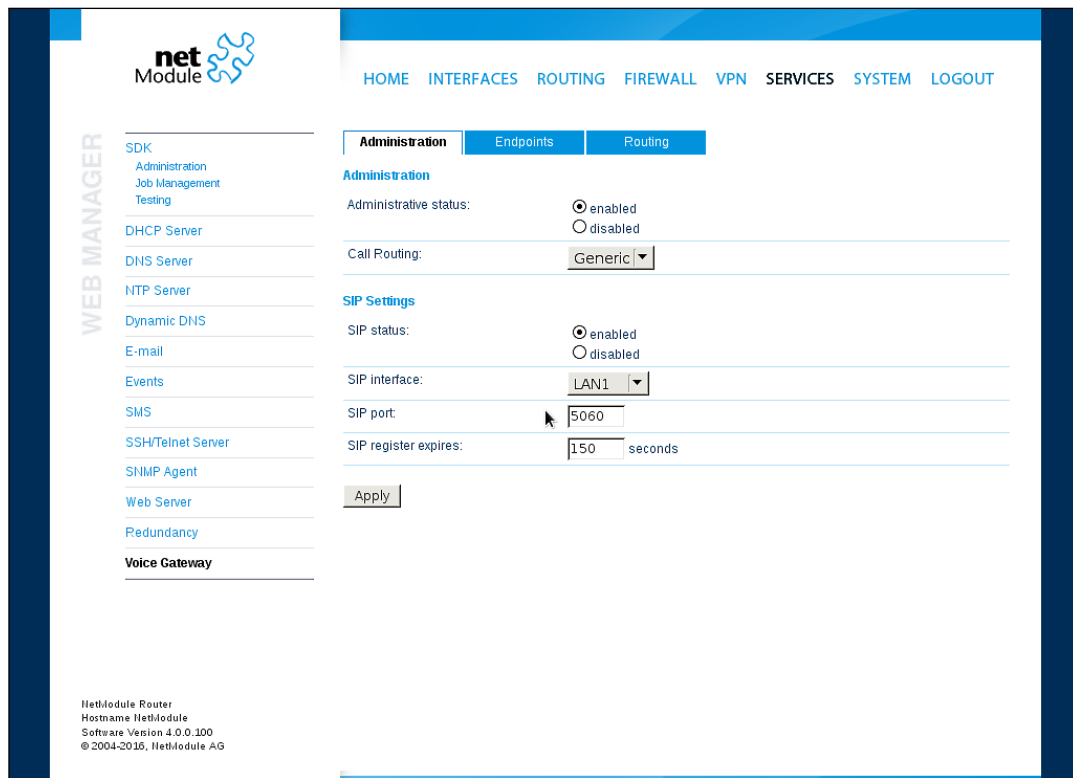 net
Module
HOME INTERFACES ROUTING FIREWALL VPN SERVICES SYSTEM LOGOUT
WEB MANAGER
SDK
Administration
Job Management
Testing
DHCP Server
DNS Server
NTP Server
Dynamic DNS
E-mail
Events
SMS
SSH/Telnet Server
SNMP Agent
Web Server
Redundancy
Voice Gateway
Administration Endpoints Routing
Administration
Administrative status:
enabled
disabled
Call Routing: Generic
SIP Settings
SIP status:
enabled
disabled
SIP interface: LAN1
SIP port: 5060
SIP register expires: 150 seconds
Apply
NetModule Router
Hostname NetModule
Software Version 4.0.0.100
© 2004-2016, NetModule AG